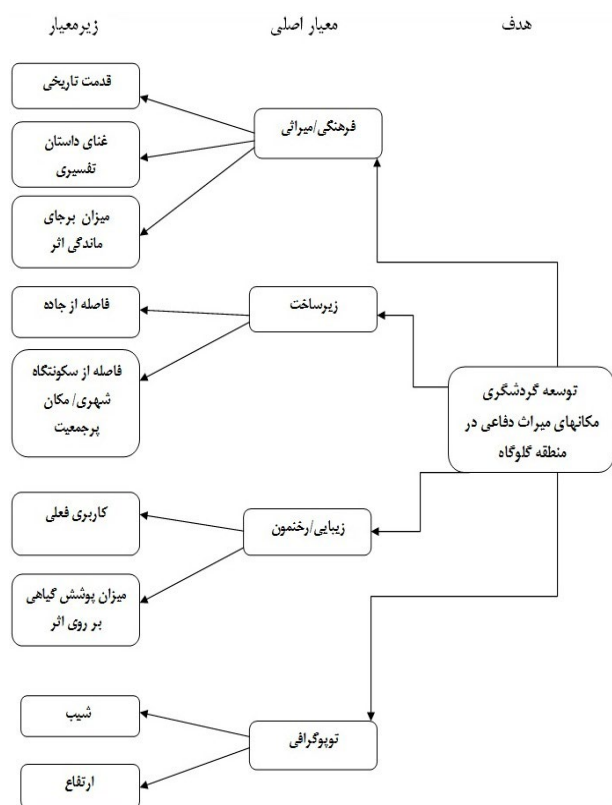 هدف
معیار اصلی
زیرمعیار
توسعه گردشگری
مکانهای میراث دفاعی در
منطقه گلوگاه
فرهنگی/میراثی
قدمت تاریخی
غنای داستان
تفسیری
میزان برجای
ماندگی اثر
زیرساخت
فاصله از جاده
فاصله از سکونتگاه
شهری/ مکان
پرجمعیت
زیبایی/رخنمون
کاربری فعلی
میزان پوشش گیاهی
بر روی اثر
توپوگرافی
شیب
ارتفاع